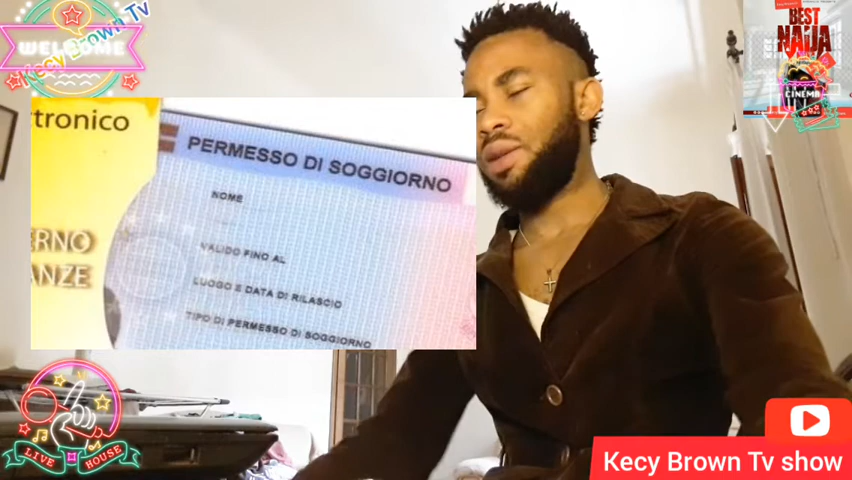 Kecy Brown Tv
WELCOME
BEST
NAIJA
CINEMA
tronico
PERMESSO DI SOGGIORNO
NOME
VALIDO FINO AL
LUOGO E DATA DI RILASCIO
TIPO DI PERMESSO DI SOGGIORNO
ERNO
ANZE
LIVE HOUSE
Kecy Brown Tv show